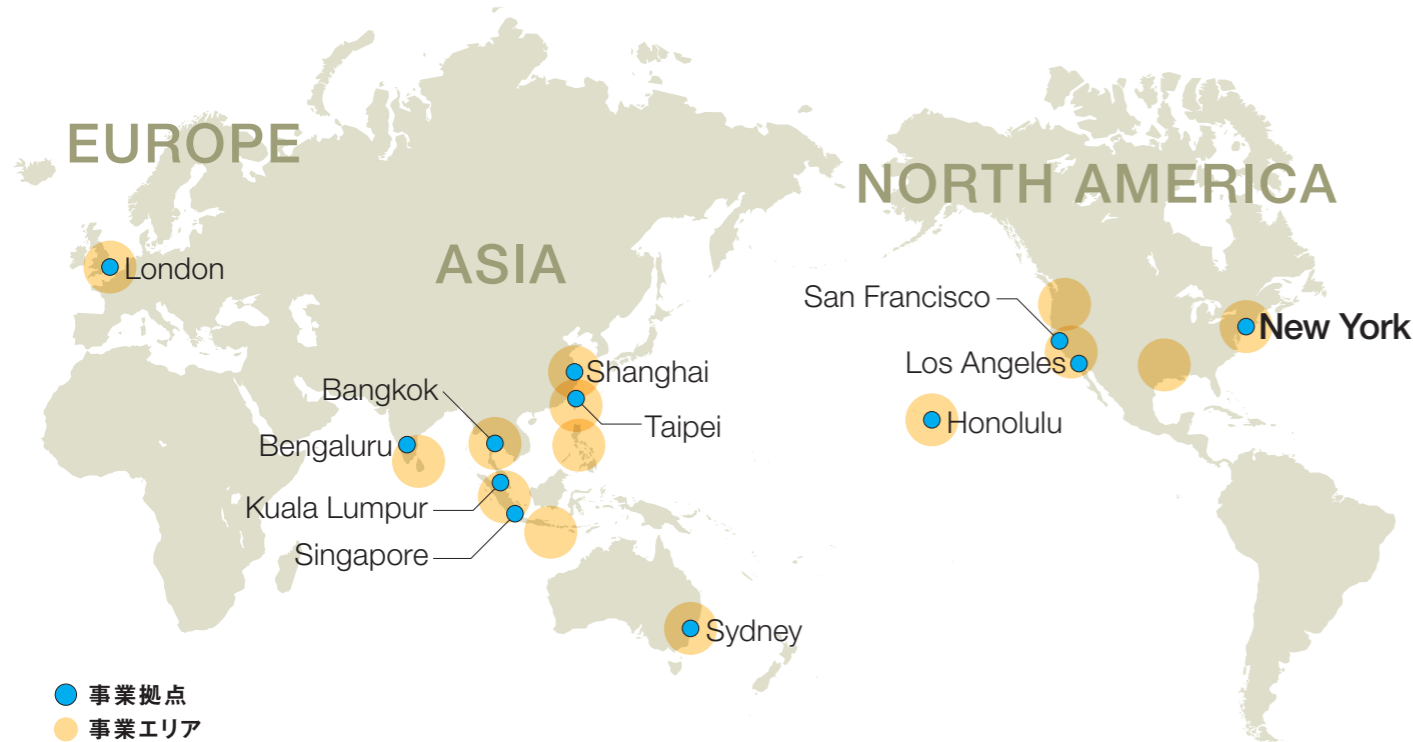 EUROPE
NORTH AMERICA
ASIA
London
San Francisco
New York
Los Angeles
Shanghai
Bangkok
Honolulu
Taipei
Bengaluru
Kuala Lumpur
Singapore
Sydney
事業拠点
事業エリア